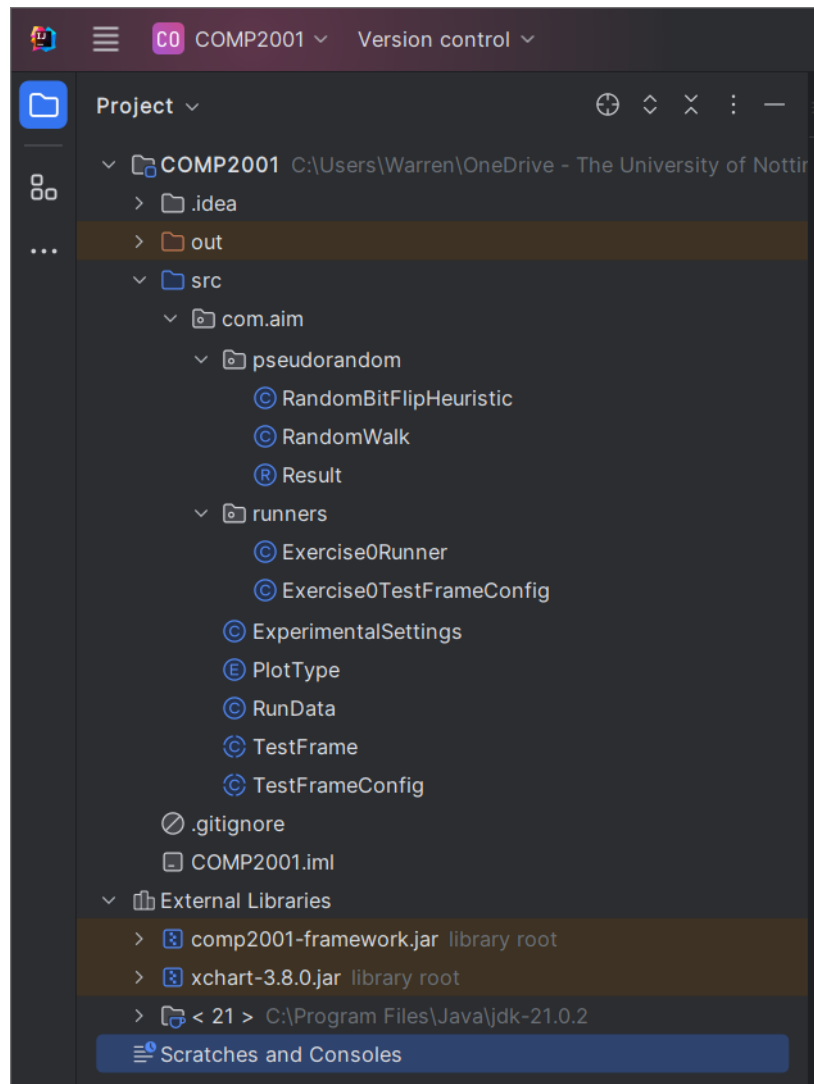 CO COMP2001 Version control
Project
COMP2001 C:\Users\Warren\OneDrive - The University of Nottir
.idea
out
src
com.aim
pseudorandom
C RandomBitFlipHeuristic
C RandomWalk
R Result
runners
C Exercise0Runner
C Exercise0TestFrameConfig
C ExperimentalSettings
E PlotType
C RunData
C TestFrame
C TestFrameConfig
.gitignore
COMP2001.iml
External Libraries
comp2001-framework.jar library root
xchart-3.8.0.jar library root
< 21 > C:\Program Files\Java\jdk-21.0.2
Scratches and Consoles